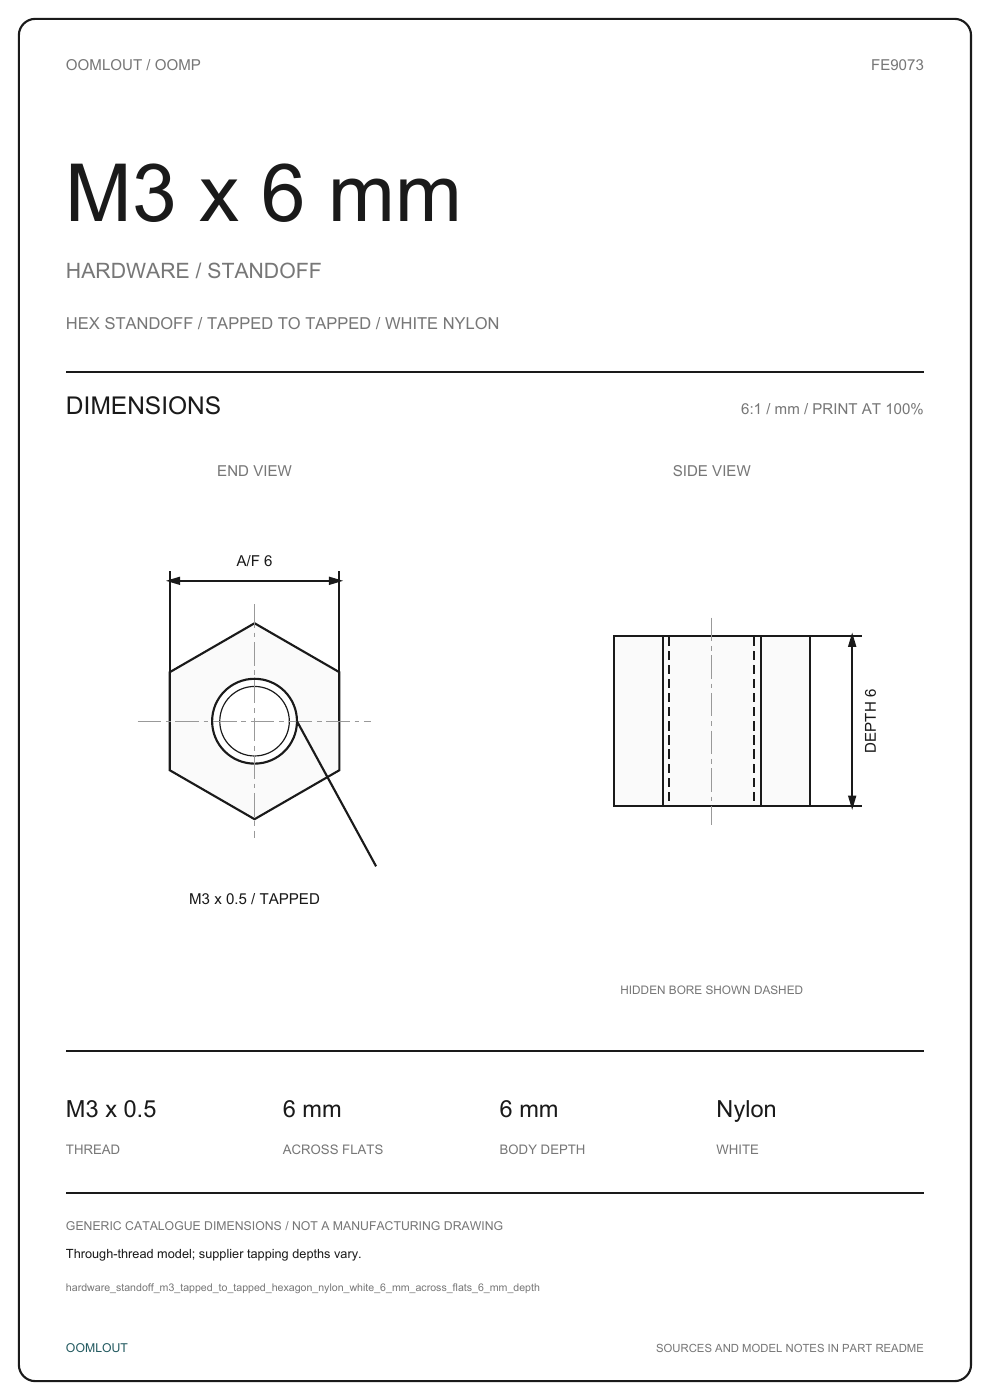 OOMLOUT / OOMP
FE9073
M3 x 6 mm
HARDWARE / STANDOFF
HEX STANDOFF / TAPPED TO TAPPED / WHITE NYLON
DIMENSIONS
6:1 / mm / PRINT AT 100%
END VIEW
SIDE VIEW
A/F 6
DEPTH 6
M3 x 0.5 / TAPPED
HIDDEN BORE SHOWN DASHED
M3 x 0.5
6 mm
6 mm
Nylon
THREAD
ACROSS FLATS
BODY DEPTH
WHITE
GENERIC CATALOGUE DIMENSIONS / NOT A MANUFACTURING DRAWING
Through-thread model; supplier tapping depths vary.
hardware_standoff_m3_tapped_to_tapped_hexagon_nylon_white_6_mm_across_flats_6_mm_depth
OOMLOUT
SOURCES AND MODEL NOTES IN PART README